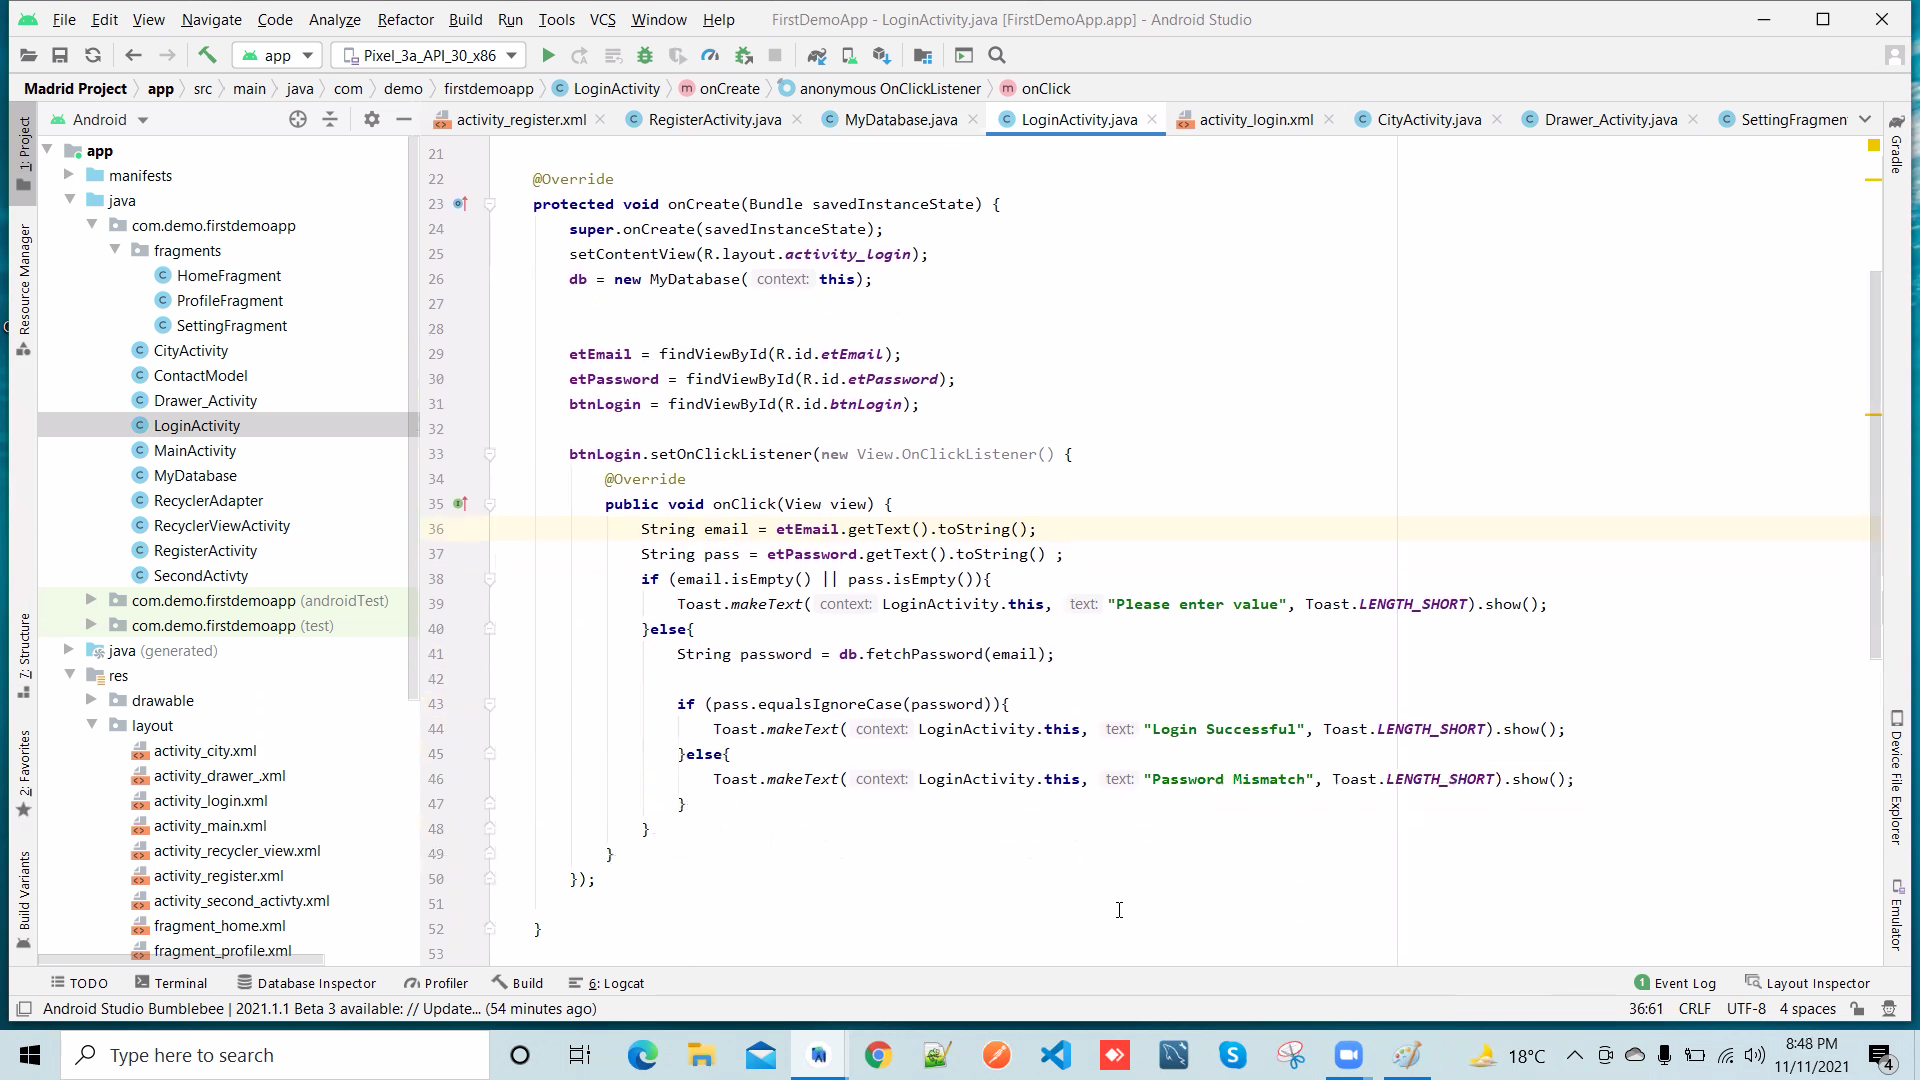 File Edit View Navigate Code Analyze Refactor Build Run Tools VCS Window Help FirstDemoApp - LoginActivity.java [FirstDemoApp.app] - Android Studio
app Pixel_3a_API_30_x86
Madrid Project app src main java com demo firstdemoapp LoginActivity onCreate anonymous OnClickListener onClick
Android
activity_register.xml RegisterActivity.java MyDatabase.java LoginActivity.java activity_login.xml CityActivity.java Drawer_Activity.java SettingFragmen
1: Project
Resource Manager
7: Structure
2: Favorites
Build Variants
app
manifests
java
com.demo.firstdemoapp
fragments
HomeFragment
ProfileFragment
SettingFragment
CityActivity
ContactModel
Drawer_Activity
LoginActivity
MainActivity
MyDatabase
RecyclerAdapter
RecyclerViewActivity
RegisterActivity
SecondActivty
com.demo.firstdemoapp (androidTest)
com.demo.firstdemoapp (test)
java (generated)
res
drawable
layout
activity_city.xml
activity_drawer_.xml
activity_login.xml
activity_main.xml
activity_recycler_view.xml
activity_register.xml
activity_second_activty.xml
fragment_home.xml
fragment_profile.xml
21
22 @Override
23 protected void onCreate(Bundle savedInstanceState) {
24 super.onCreate(savedInstanceState);
25 setContentView(R.layout.activity_login);
26 db = new MyDatabase( context: this);
27
28
29 etEmail = findViewById(R.id.etEmail);
30 etPassword = findViewById(R.id.etPassword);
31 btnLogin = findViewById(R.id.btnLogin);
32
33 btnLogin.setOnClickListener(new View.OnClickListener() {
34 @Override
35 public void onClick(View view) {
36 String email = etEmail.getText().toString();
37 String pass = etPassword.getText().toString() ;
38 if (email.isEmpty() || pass.isEmpty()){
39 Toast.makeText( context: LoginActivity.this, text: "Please enter value", Toast.LENGTH_SHORT).show();
40 }else{
41 String password = db.fetchPassword(email);
42
43 if (pass.equalsIgnoreCase(password)){
44 Toast.makeText( context: LoginActivity.this, text: "Login Successful", Toast.LENGTH_SHORT).show();
45 }else{
46 Toast.makeText( context: LoginActivity.this, text: "Password Mismatch", Toast.LENGTH_SHORT).show();
47 }
48 }
49 }
50 });
51
52 }
53
Gradle
Device File Explorer
Emulator
TODO Terminal Database Inspector Profiler Build 6: Logcat 1 Event Log Layout Inspector
Android Studio Bumblebee | 2021.1.1 Beta 3 available: // Update... (54 minutes ago) 36:61 CRLF UTF-8 4 spaces
Type here to search 18°C 8:48 PM
11/11/2021 4